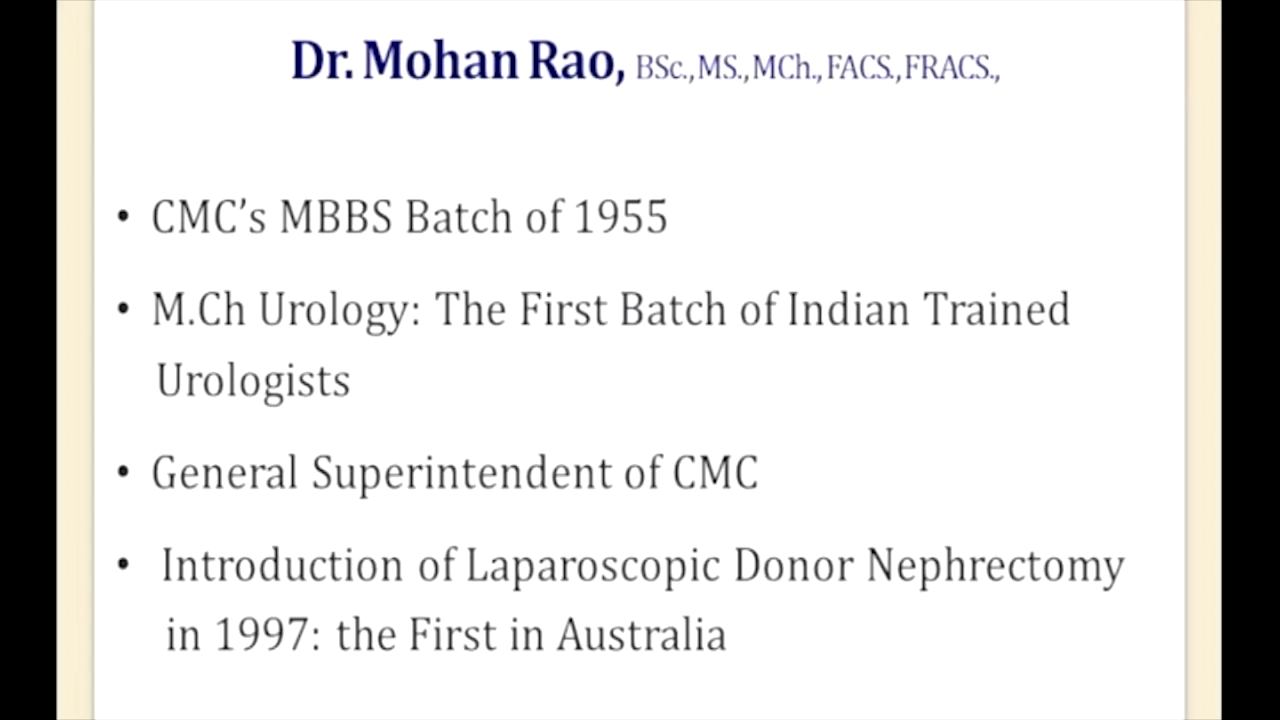 Dr. Mohan Rao, BSc., MS., MCh., FACS., FRACS.,
• CMC’s MBBS Batch of 1955
• M.Ch Urology: The First Batch of Indian Trained
Urologists
• General Superintendent of CMC
• Introduction of Laparoscopic Donor Nephrectomy
in 1997: the First in Australia